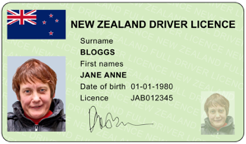 NEW ZEALAND DRIVER LICENCE
Surname
BLOGGS
First names
JANE ANNE
Date of birth 01-01-1980
Licence JAB012345